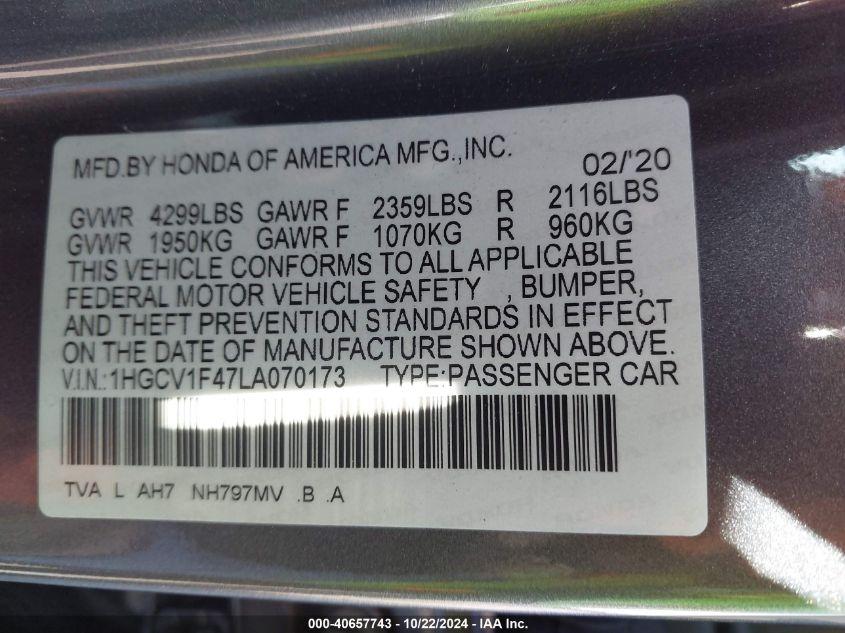 MFD.BY HONDA OF AMERICA MFG.,INC. 02/'20
GVWR 4299LBS GAWR F 2359LBS R 2116LBS
GVWR 1950KG GAWR F 1070KG R 960KG
THIS VEHICLE CONFORMS TO ALL APPLICABLE
FEDERAL MOTOR VEHICLE SAFETY , BUMPER,
AND THEFT PREVENTION STANDARDS IN EFFECT
ON THE DATE OF MANUFACTURE SHOWN ABOVE.
V.I.N.:1HGCV1F47LA070173 TYPE:PASSENGER CAR
TVA L AH7 NH797MV .B .A
000-40657743 / 10/22/2024 - IAA Inc.